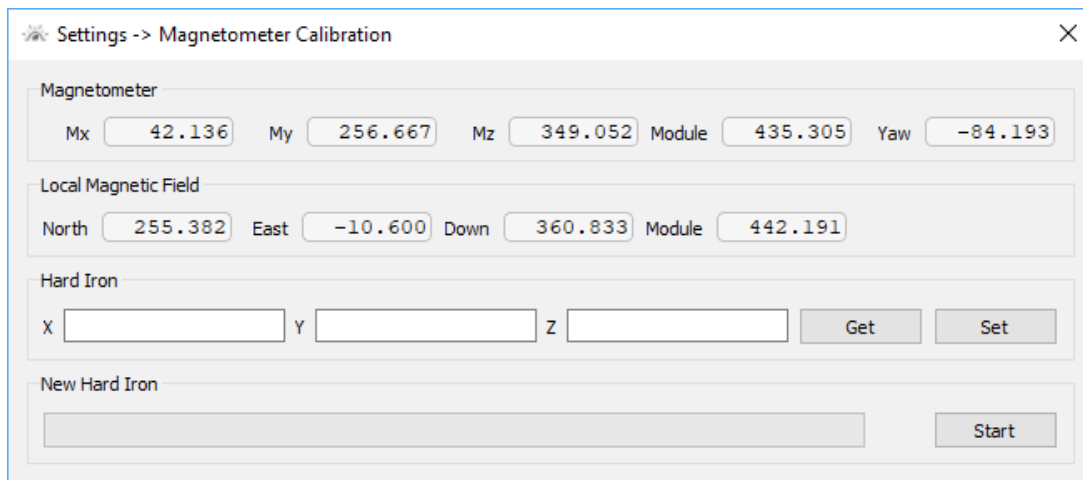 Settings -> Magnetometer Calibration
Magnetometer
Mx 42.136 My 256.667 Mz 349.052 Module 435.305 Yaw -84.193
Local Magnetic Field
North 255.382 East -10.600 Down 360.833 Module 442.191
Hard Iron
X Y Z Get Set
New Hard Iron
Start